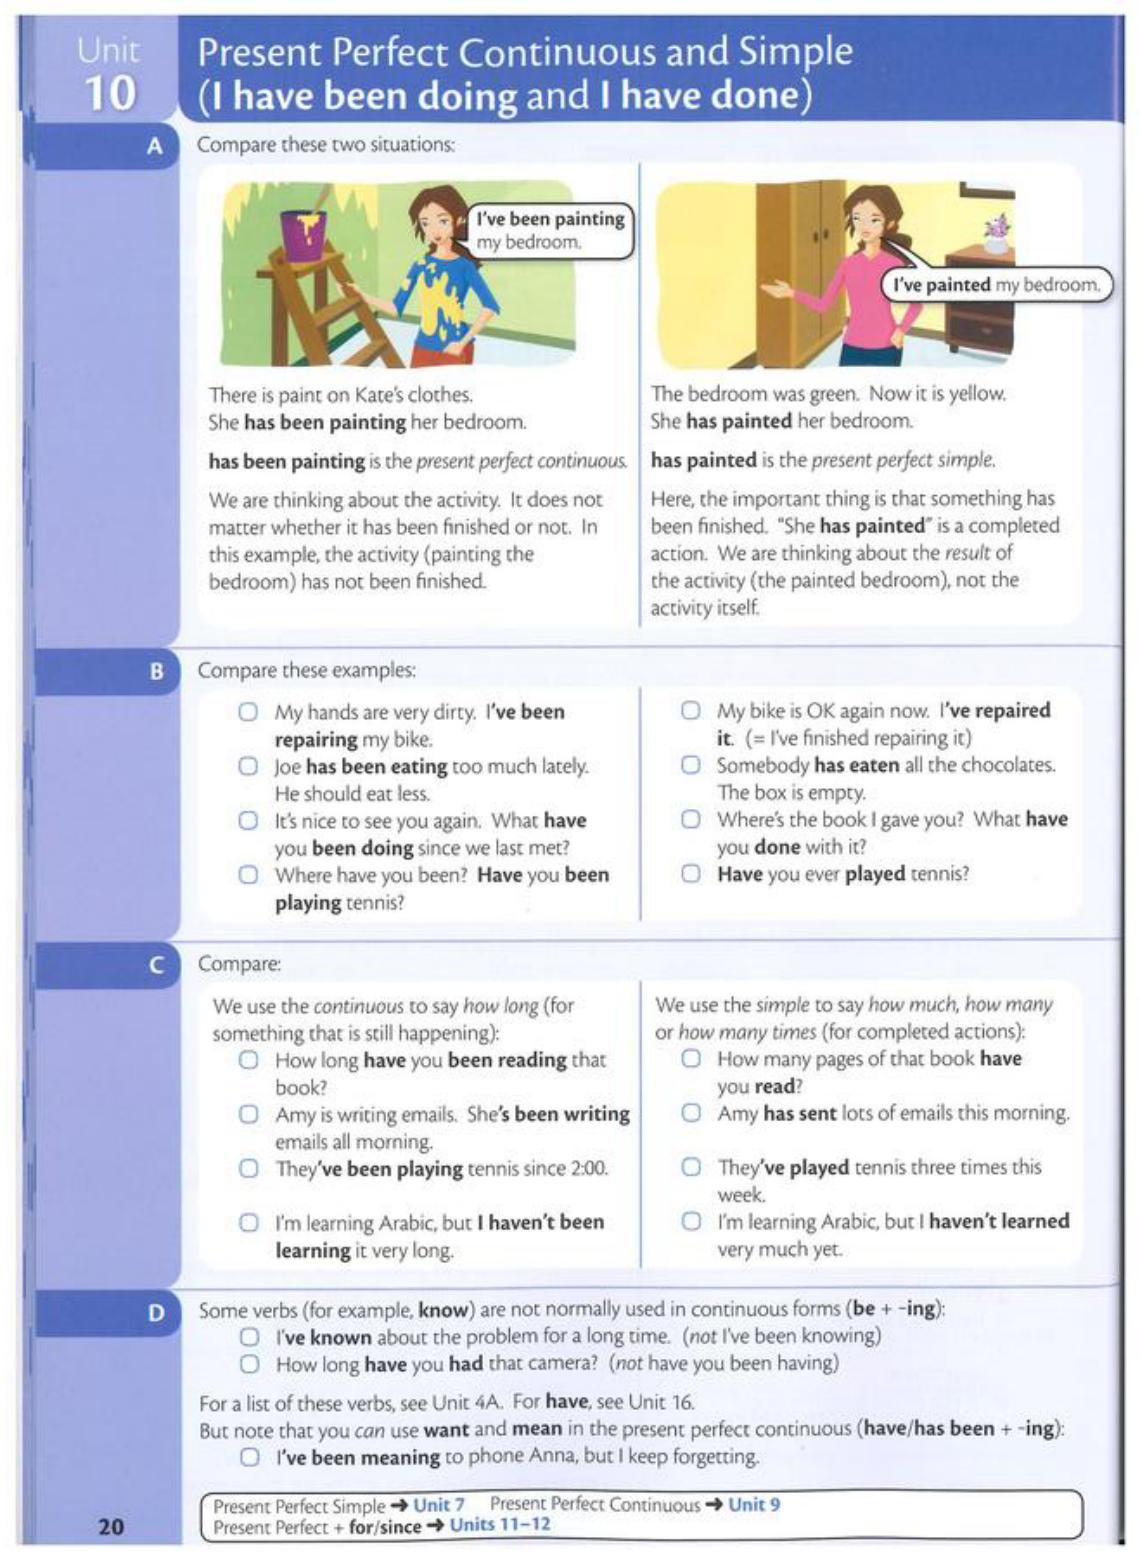 Unit
10
Present Perfect Continuous and Simple
(I have been doing and I have done)
A
Compare these two situations:
I've been painting
my bedroom.
There is paint on Kate's clothes.
She has been painting her bedroom.
has been painting is the present perfect continuous.
We are thinking about the activity. It does not
matter whether it has been finished or not. In
this example, the activity (painting the
bedroom) has not been finished.
I've painted my bedroom.
The bedroom was green. Now it is yellow.
She has painted her bedroom.
has painted is the present perfect simple.
Here, the important thing is that something has
been finished. "She has painted" is a completed
action. We are thinking about the result of
the activity (the painted bedroom), not the
activity itself.
B
Compare these examples:
My hands are very dirty. I've been
repairing my bike.
Joe has been eating too much lately.
He should eat less.
It's nice to see you again. What have
you been doing since we last met?
Where have you been? Have you been
playing tennis?
My bike is OK again now. I've repaired
it. (= I've finished repairing it)
Somebody has eaten all the chocolates.
The box is empty.
Where's the book I gave you? What have
you done with it?
Have you ever played tennis?
C
Compare:
We use the continuous to say how long (for
something that is still happening):
How long have you been reading that
book?
Amy is writing emails. She's been writing
emails all morning.
They've been playing tennis since 2:00.
I'm learning Arabic, but I haven't been
learning it very long.
We use the simple to say how much, how many
or how many times (for completed actions):
How many pages of that book have
you read?
Amy has sent lots of emails this morning.
They've played tennis three times this
week.
I'm learning Arabic, but I haven't learned
very much yet.
D
Some verbs (for example, know) are not normally used in continuous forms (be + -ing):
I've known about the problem for a long time. (not I've been knowing)
How long have you had that camera? (not have you been having)
For a list of these verbs, see Unit 4A. For have, see Unit 16.
But note that you can use want and mean in the present perfect continuous (have/has been + -ing):
I've been meaning to phone Anna, but I keep forgetting.
Present Perfect Simple ➜ Unit 7 Present Perfect Continuous ➜ Unit 9
Present Perfect + for/since ➜ Units 11–12
20